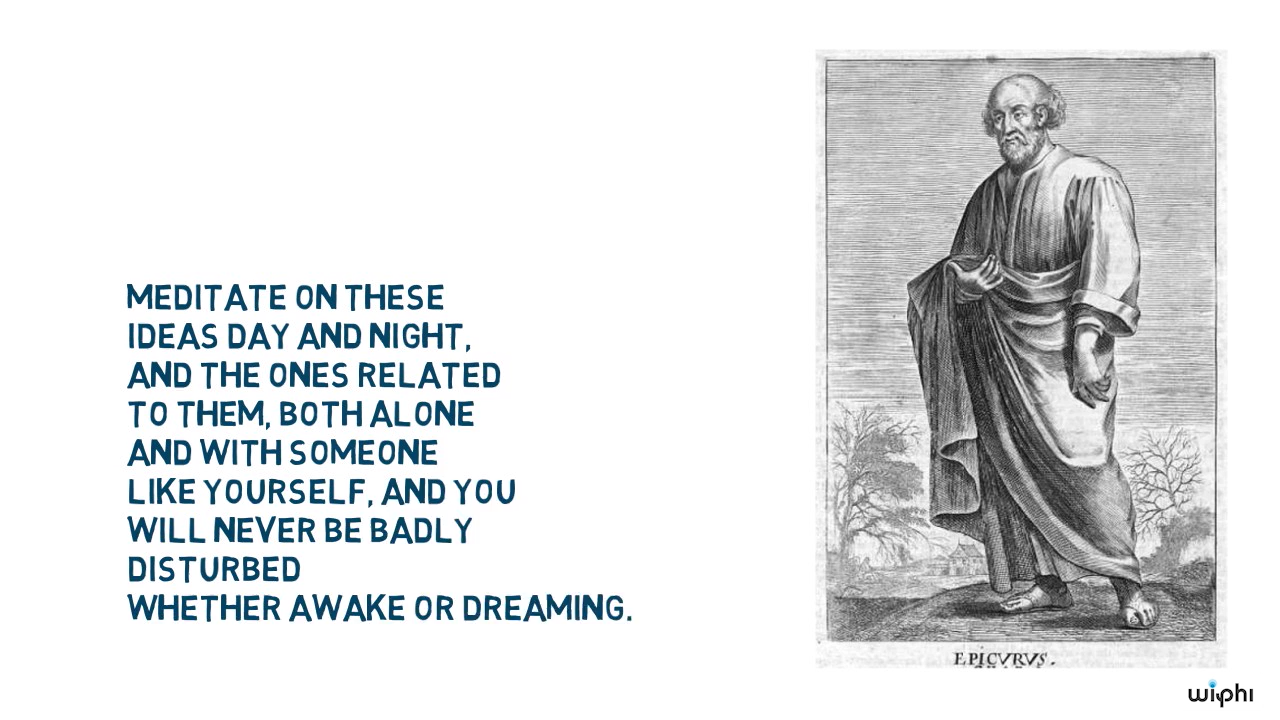 MEDITATE ON THESE
IDEAS DAY AND NIGHT,
AND THE ONES RELATED
TO THEM, BOTH ALONE
AND WITH SOMEONE
LIKE YOURSELF, AND YOU
WILL NEVER BE BADLY
DISTURBED
WHETHER AWAKE OR DREAMING.
EPICVRVS.
wiphi